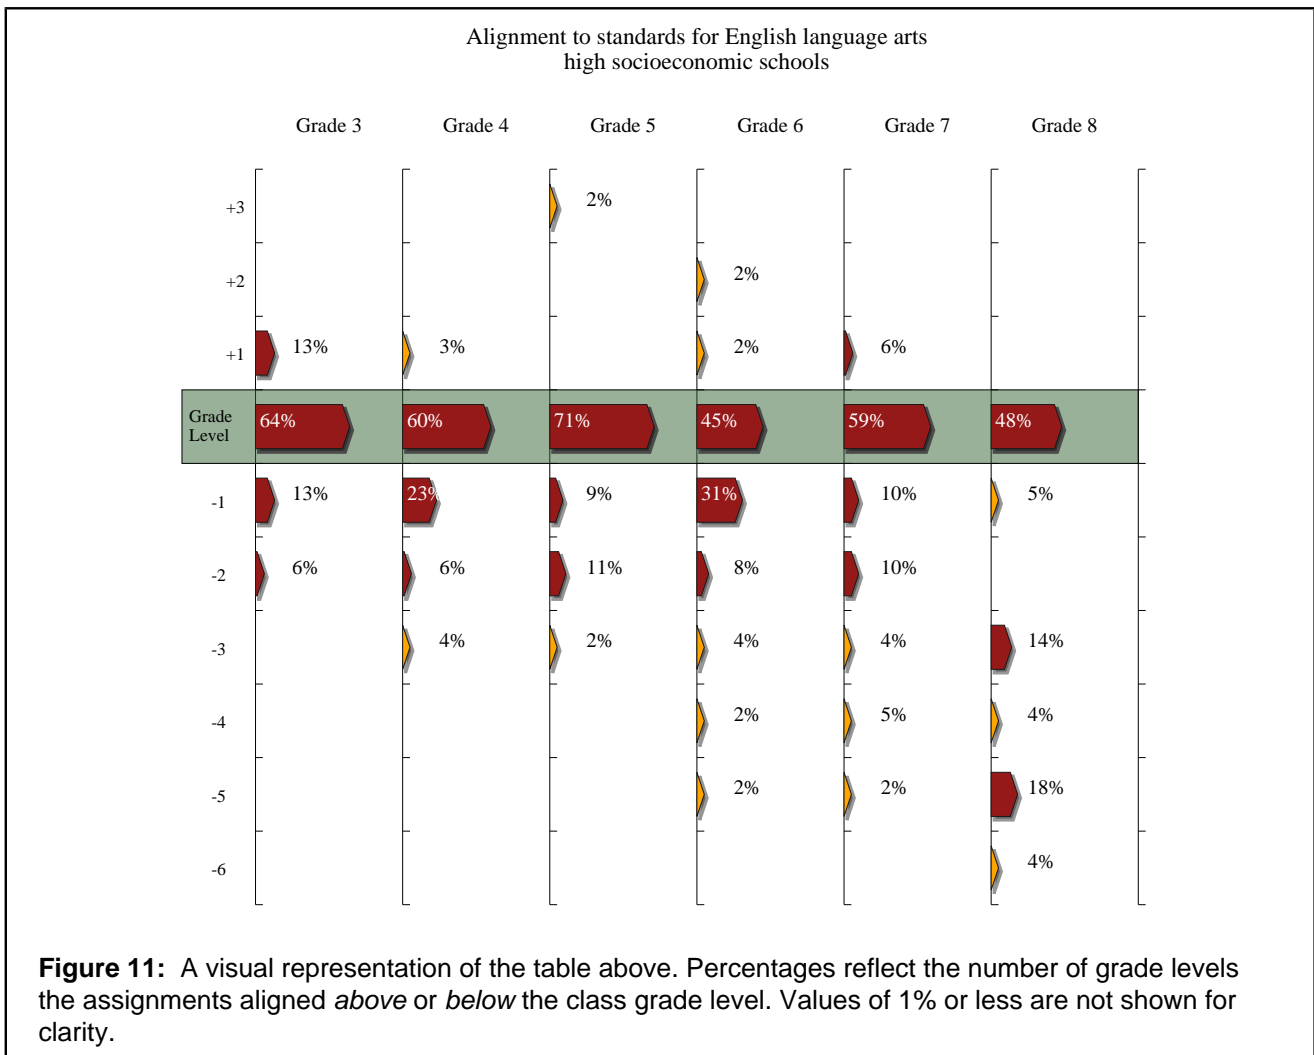 Alignment to standards for English language arts
high socioeconomic schools
Grade 3 Grade 4 Grade 5 Grade 6 Grade 7 Grade 8
+3 2%
+2 2%
+1 13% 3% 2% 6%
Grade
Level 64% 60% 71% 45% 59% 48%
-1 13% 23% 9% 31% 10% 5%
-2 6% 6% 11% 8% 10%
-3 4% 2% 4% 4% 14%
-4 2% 5% 4%
-5 2% 2% 18%
-6 4%
Figure 11: A visual representation of the table above. Percentages reflect the number of grade levels
the assignments aligned above or below the class grade level. Values of 1% or less are not shown for
clarity.